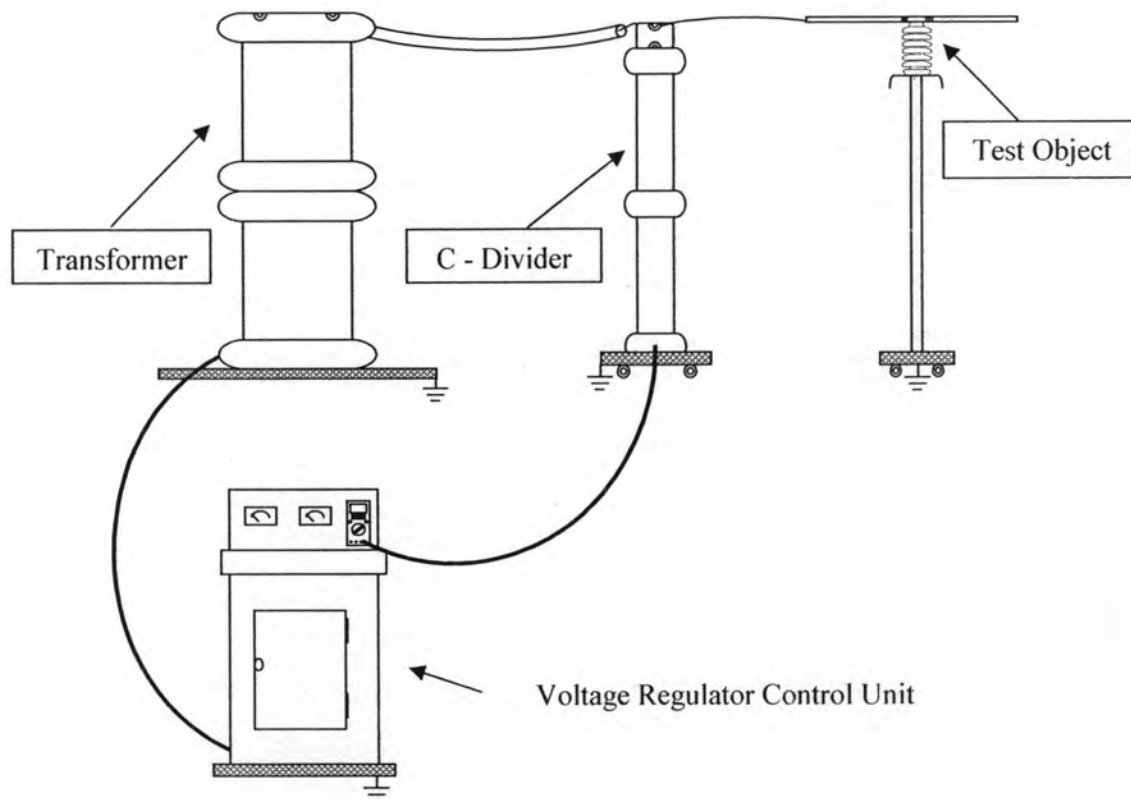 Test Object
Transformer
C - Divider
Voltage Regulator Control Unit